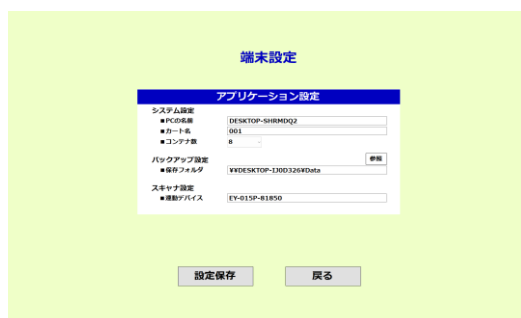 端末設定
アプリケーション設定
システム設定
■PCの名前 DESKTOP-SHRMDQ2
■カート名 001
■コンテナ数 8
参照
バックアップ設定
■保存フォルダ ¥¥DESKTOP-IJ0D326¥Data
スキャナ設定
■連動デバイス EY-015P-81850
設定保存 戻る